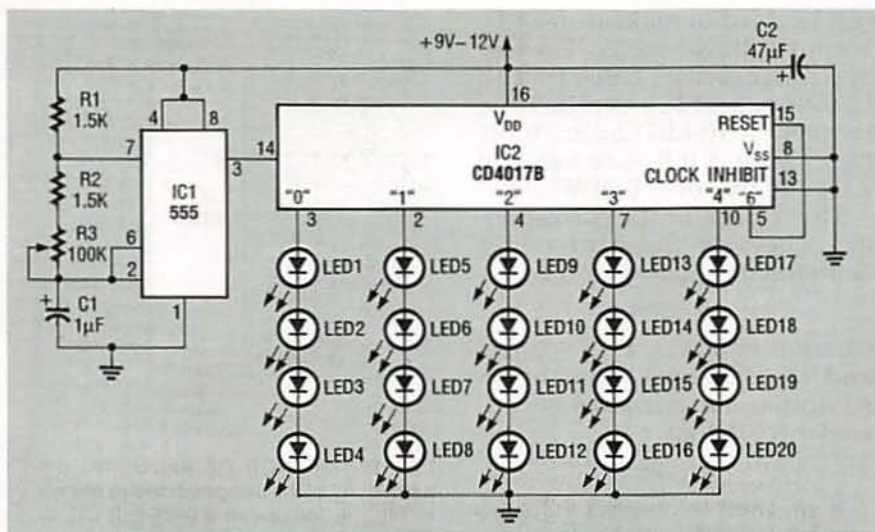 +9V–12V
C2
47µF
+
R1
1.5K
4
8
16
15
V_DD
RESET
7
14
IC2
V_SS
8
3
CD4017B
CLOCK INHIBIT
13
R2
1.5K
IC1
555
"0"
"1"
"2"
"3"
"4"
"6"
3
2
4
7
10
5
R3
100K
6
2
LED1
LED5
LED9
LED13
LED17
+
C1
1µF
1
LED2
LED6
LED10
LED14
LED18
LED3
LED7
LED11
LED15
LED19
LED4
LED8
LED12
LED16
LED20